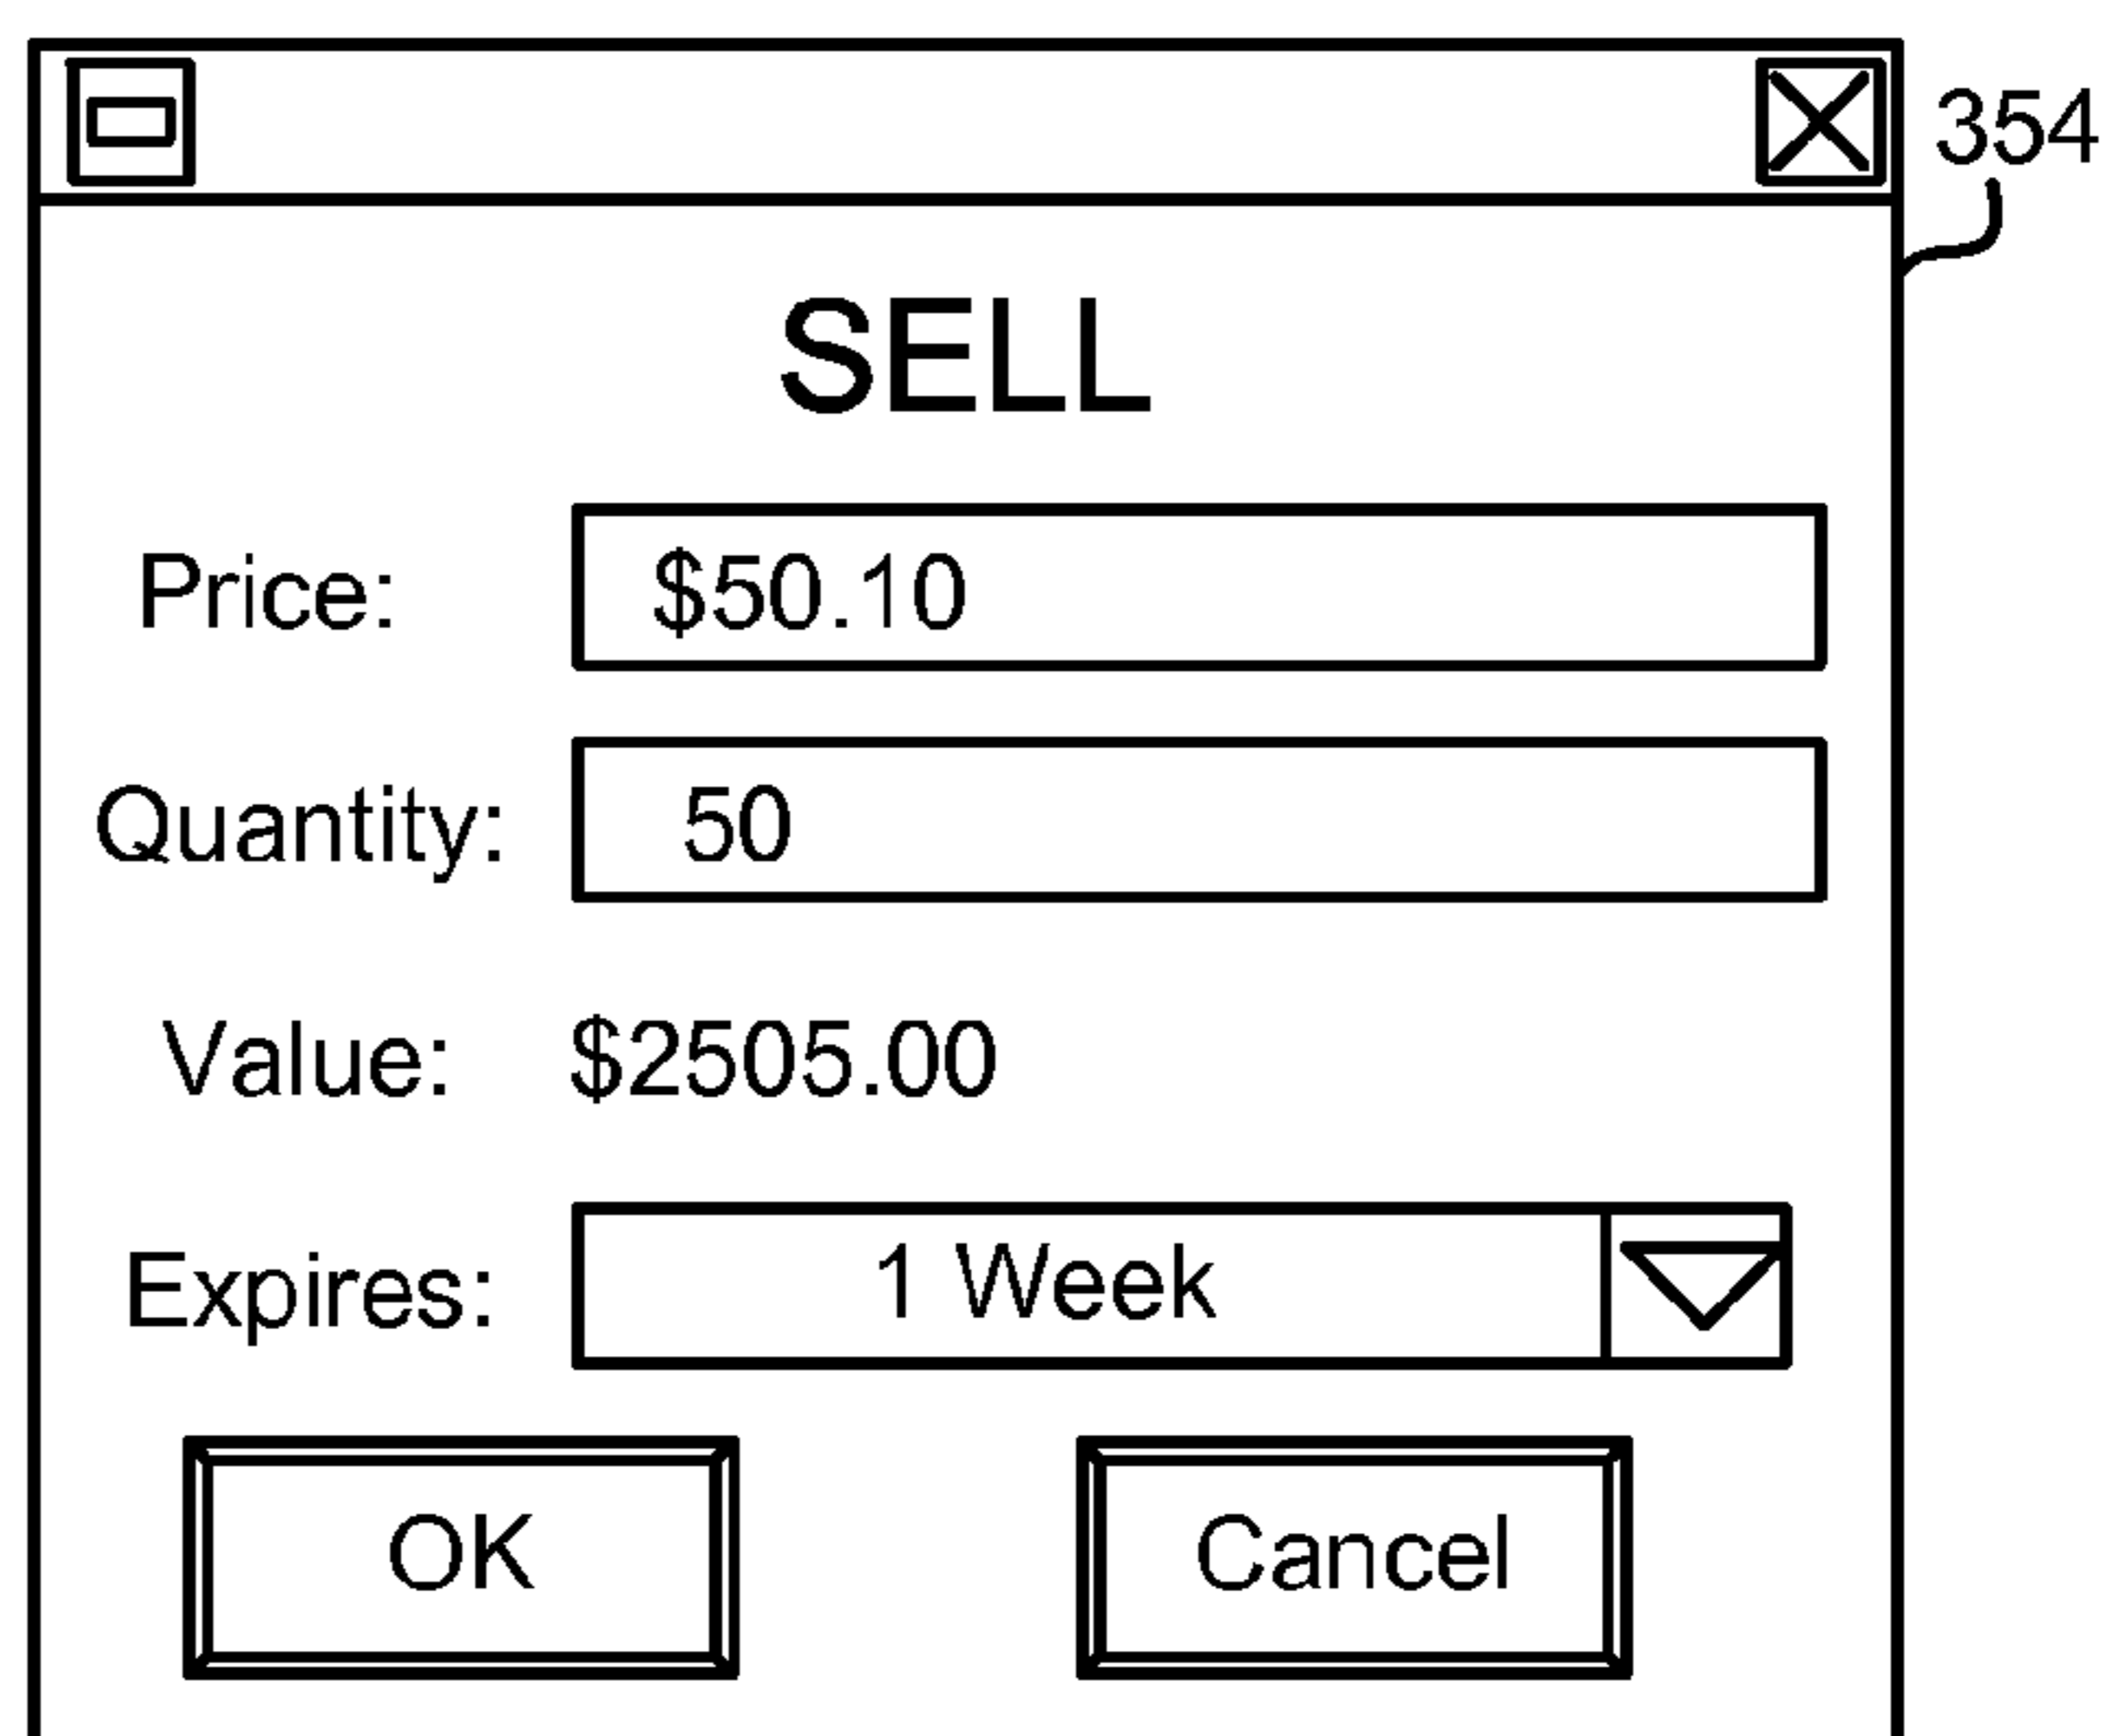 354
SELL
Price: $50.10
Quantity: 50
Value: $2505.00
Expires: 1 Week
OK Cancel